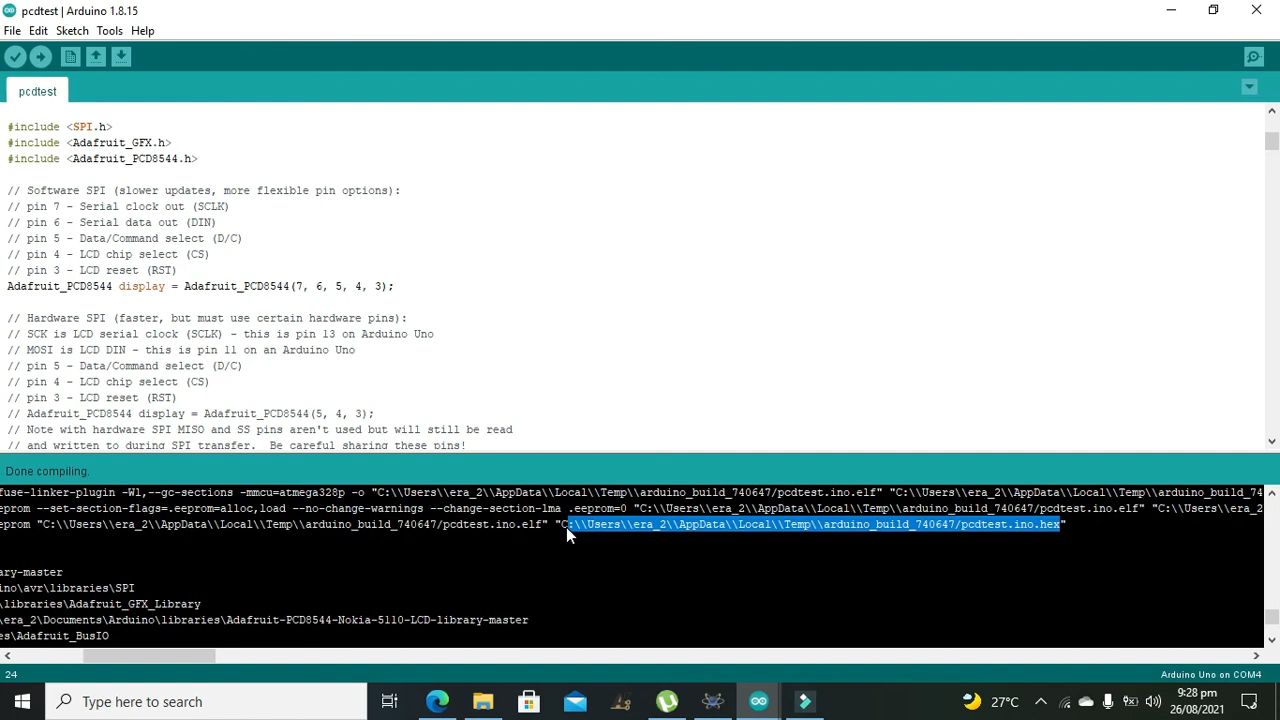 pcdtest | Arduino 1.8.15
File Edit Sketch Tools Help
pcdtest
#include <SPI.h>
#include <Adafruit_GFX.h>
#include <Adafruit_PCD8544.h>
// Software SPI (slower updates, more flexible pin options):
// pin 7 - Serial clock out (SCLK)
// pin 6 - Serial data out (DIN)
// pin 5 - Data/Command select (D/C)
// pin 4 - LCD chip select (CS)
// pin 3 - LCD reset (RST)
Adafruit_PCD8544 display = Adafruit_PCD8544(7, 6, 5, 4, 3);
// Hardware SPI (faster, but must use certain hardware pins):
// SCK is LCD serial clock (SCLK) - this is pin 13 on Arduino Uno
// MOSI is LCD DIN - this is pin 11 on an Arduino Uno
// pin 5 - Data/Command select (D/C)
// pin 4 - LCD chip select (CS)
// pin 3 - LCD reset (RST)
// Adafruit_PCD8544 display = Adafruit_PCD8544(5, 4, 3);
// Note with hardware SPI MISO and SS pins aren't used but will still be read
// and written to during SPI transfer.  Be careful sharing these pins!
Done compiling.
fuse-linker-plugin -Wl,--gc-sections -mmcu=atmega328p -o "C:\\Users\\era_2\\AppData\\Local\\Temp\\arduino_build_740647/pcdtest.ino.elf" "C:\\Users\\era_2\\AppData\\Local\\Temp\\arduino_build_74
eprom --set-section-flags=.eeprom=alloc,load --no-change-warnings --change-section-lma .eeprom=0 "C:\\Users\\era_2\\AppData\\Local\\Temp\\arduino_build_740647/pcdtest.ino.elf" "C:\\Users\\era_2
eprom "C:\\Users\\era_2\\AppData\\Local\\Temp\\arduino_build_740647/pcdtest.ino.elf" "C:\\Users\\era_2\\AppData\\Local\\Temp\\arduino_build_740647/pcdtest.ino.hex"
ary-master
ino\avr\libraries\SPI
\libraries\Adafruit_GFX_Library
\era_2\Documents\Arduino\libraries\Adafruit-PCD8544-Nokia-5110-LCD-library-master
es\Adafruit_BusIO
24 Arduino Uno on COM4
Type here to search
27°C
9:28 pm
26/08/2021